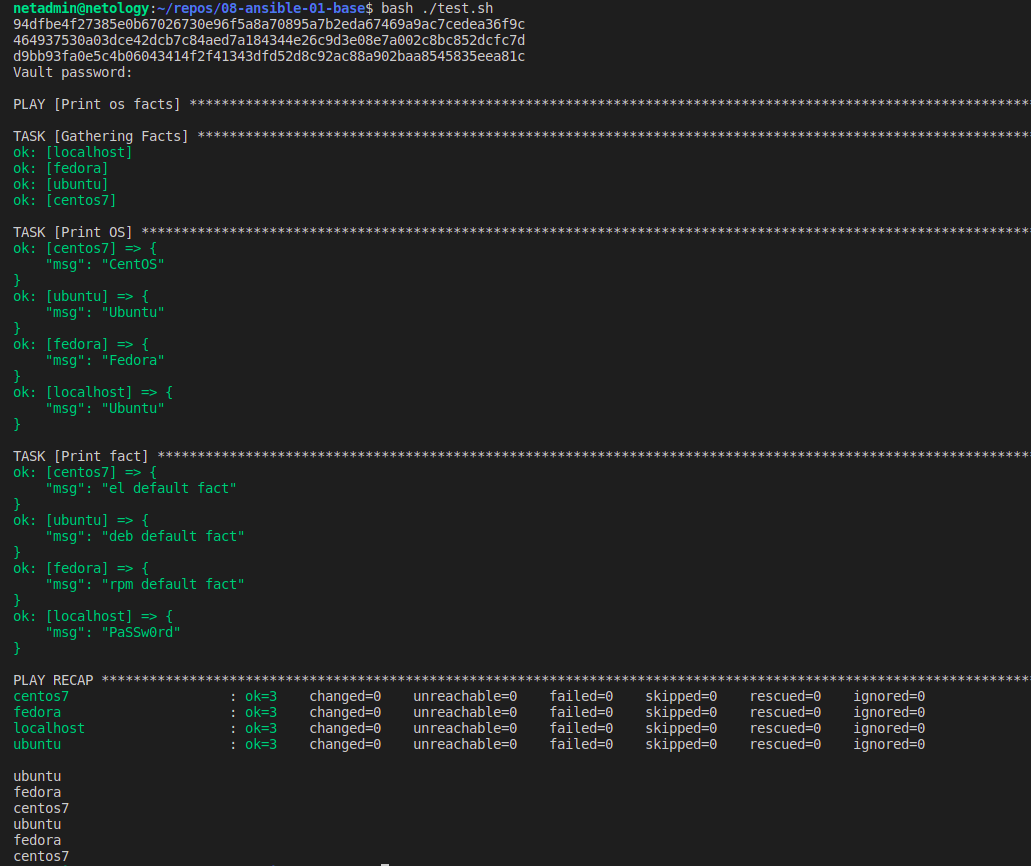 netadmin@netology:~/repos/08-ansible-01-base$ bash ./test.sh
94dfbe4f27385e0b67026730e96f5a8a70895a7b2eda67469a9ac7cedea36f9c
464937530a03dce42dcb7c84aed7a184344e26c9d3e08e7a002c8bc852dcfc7d
d9bb93fa0e5c4b06043414f2f41343dfd52d8c92ac88a902baa8545835eea81c
Vault password:
PLAY [Print os facts] ********************************************************************************************************
TASK [Gathering Facts] *******************************************************************************************************
ok: [localhost]
ok: [fedora]
ok: [ubuntu]
ok: [centos7]
TASK [Print OS] **************************************************************************************************************
ok: [centos7] => {
    "msg": "CentOS"
}
ok: [ubuntu] => {
    "msg": "Ubuntu"
}
ok: [fedora] => {
    "msg": "Fedora"
}
ok: [localhost] => {
    "msg": "Ubuntu"
}
TASK [Print fact] ************************************************************************************************************
ok: [centos7] => {
    "msg": "el default fact"
}
ok: [ubuntu] => {
    "msg": "deb default fact"
}
ok: [fedora] => {
    "msg": "rpm default fact"
}
ok: [localhost] => {
    "msg": "PaSSw0rd"
}
PLAY RECAP *******************************************************************************************************************
centos7                    : ok=3    changed=0    unreachable=0    failed=0    skipped=0    rescued=0    ignored=0
fedora                     : ok=3    changed=0    unreachable=0    failed=0    skipped=0    rescued=0    ignored=0
localhost                  : ok=3    changed=0    unreachable=0    failed=0    skipped=0    rescued=0    ignored=0
ubuntu                     : ok=3    changed=0    unreachable=0    failed=0    skipped=0    rescued=0    ignored=0
ubuntu
fedora
centos7
ubuntu
fedora
centos7